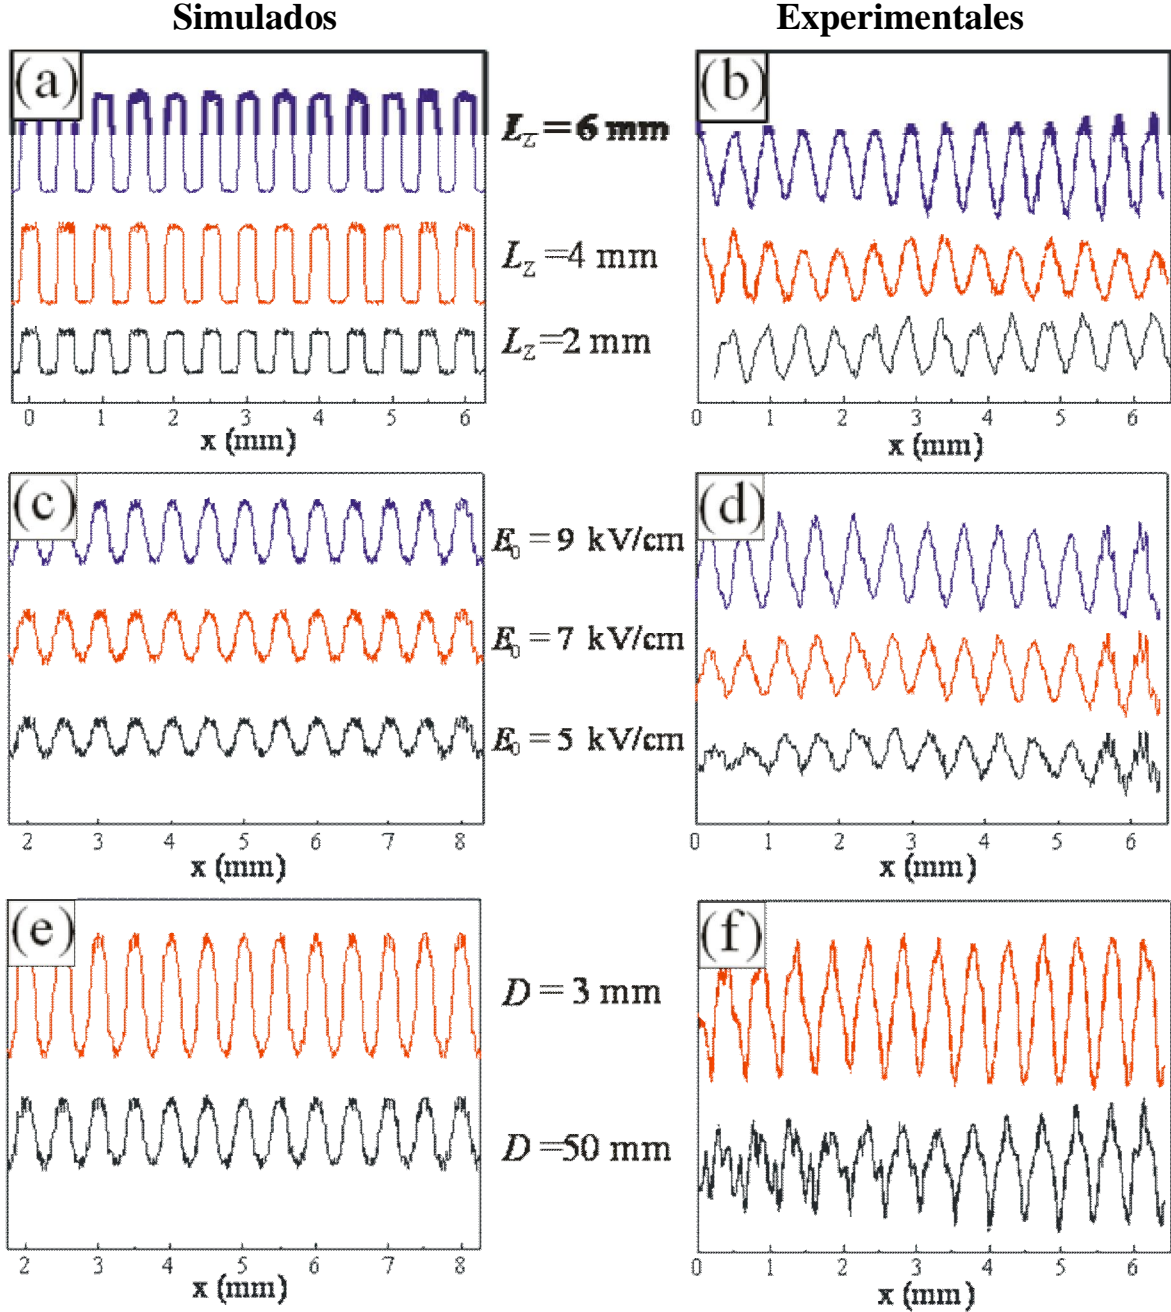 Simulados Experimentales
(a) (b)
L_Z = 6 mm
L_Z =4 mm
L_Z =2 mm
0 1 2 3 4 5 6
x (mm)
0 1 2 3 4 5 6
x (mm)
(c) (d)
E_0 = 9 kV/cm
E_0 = 7 kV/cm
E_0 = 5 kV/cm
2 3 4 5 6 7 8
x (mm)
0 1 2 3 4 5 6
x (mm)
(e) (f)
D = 3 mm
D =50 mm
2 3 4 5 6 7 8
x (mm)
0 1 2 3 4 5 6
x (mm)